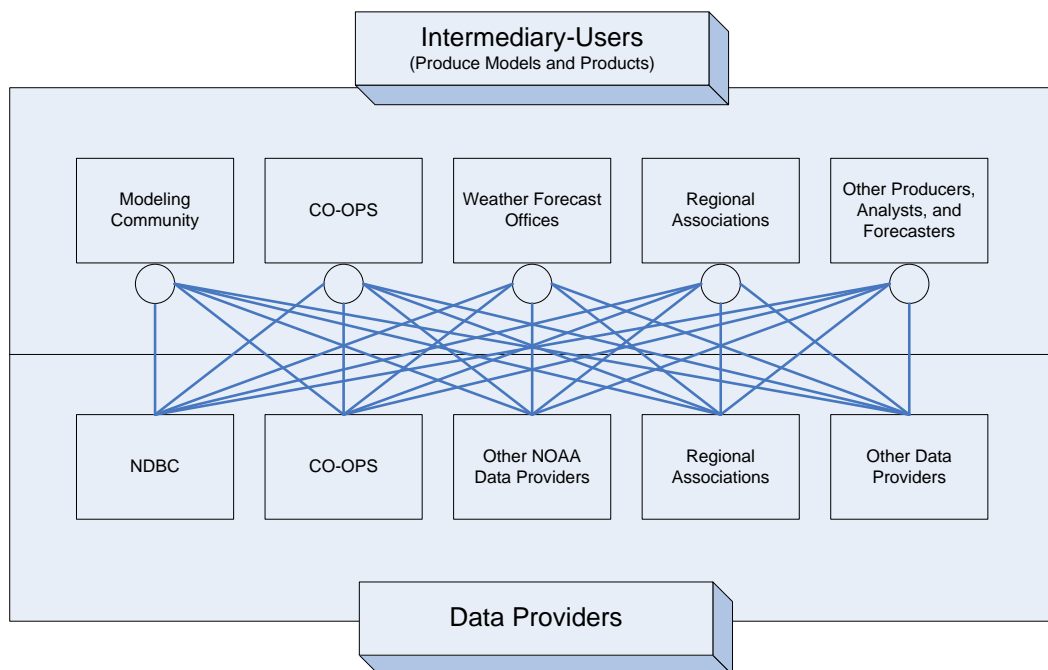 Intermediary-Users
(Produce Models and Products)
Modeling
Community
CO-OPS
Weather Forecast
Offices
Regional
Associations
Other Producers,
Analysts, and
Forecasters
NDBC
CO-OPS
Other NOAA
Data Providers
Regional
Associations
Other Data
Providers
Data Providers